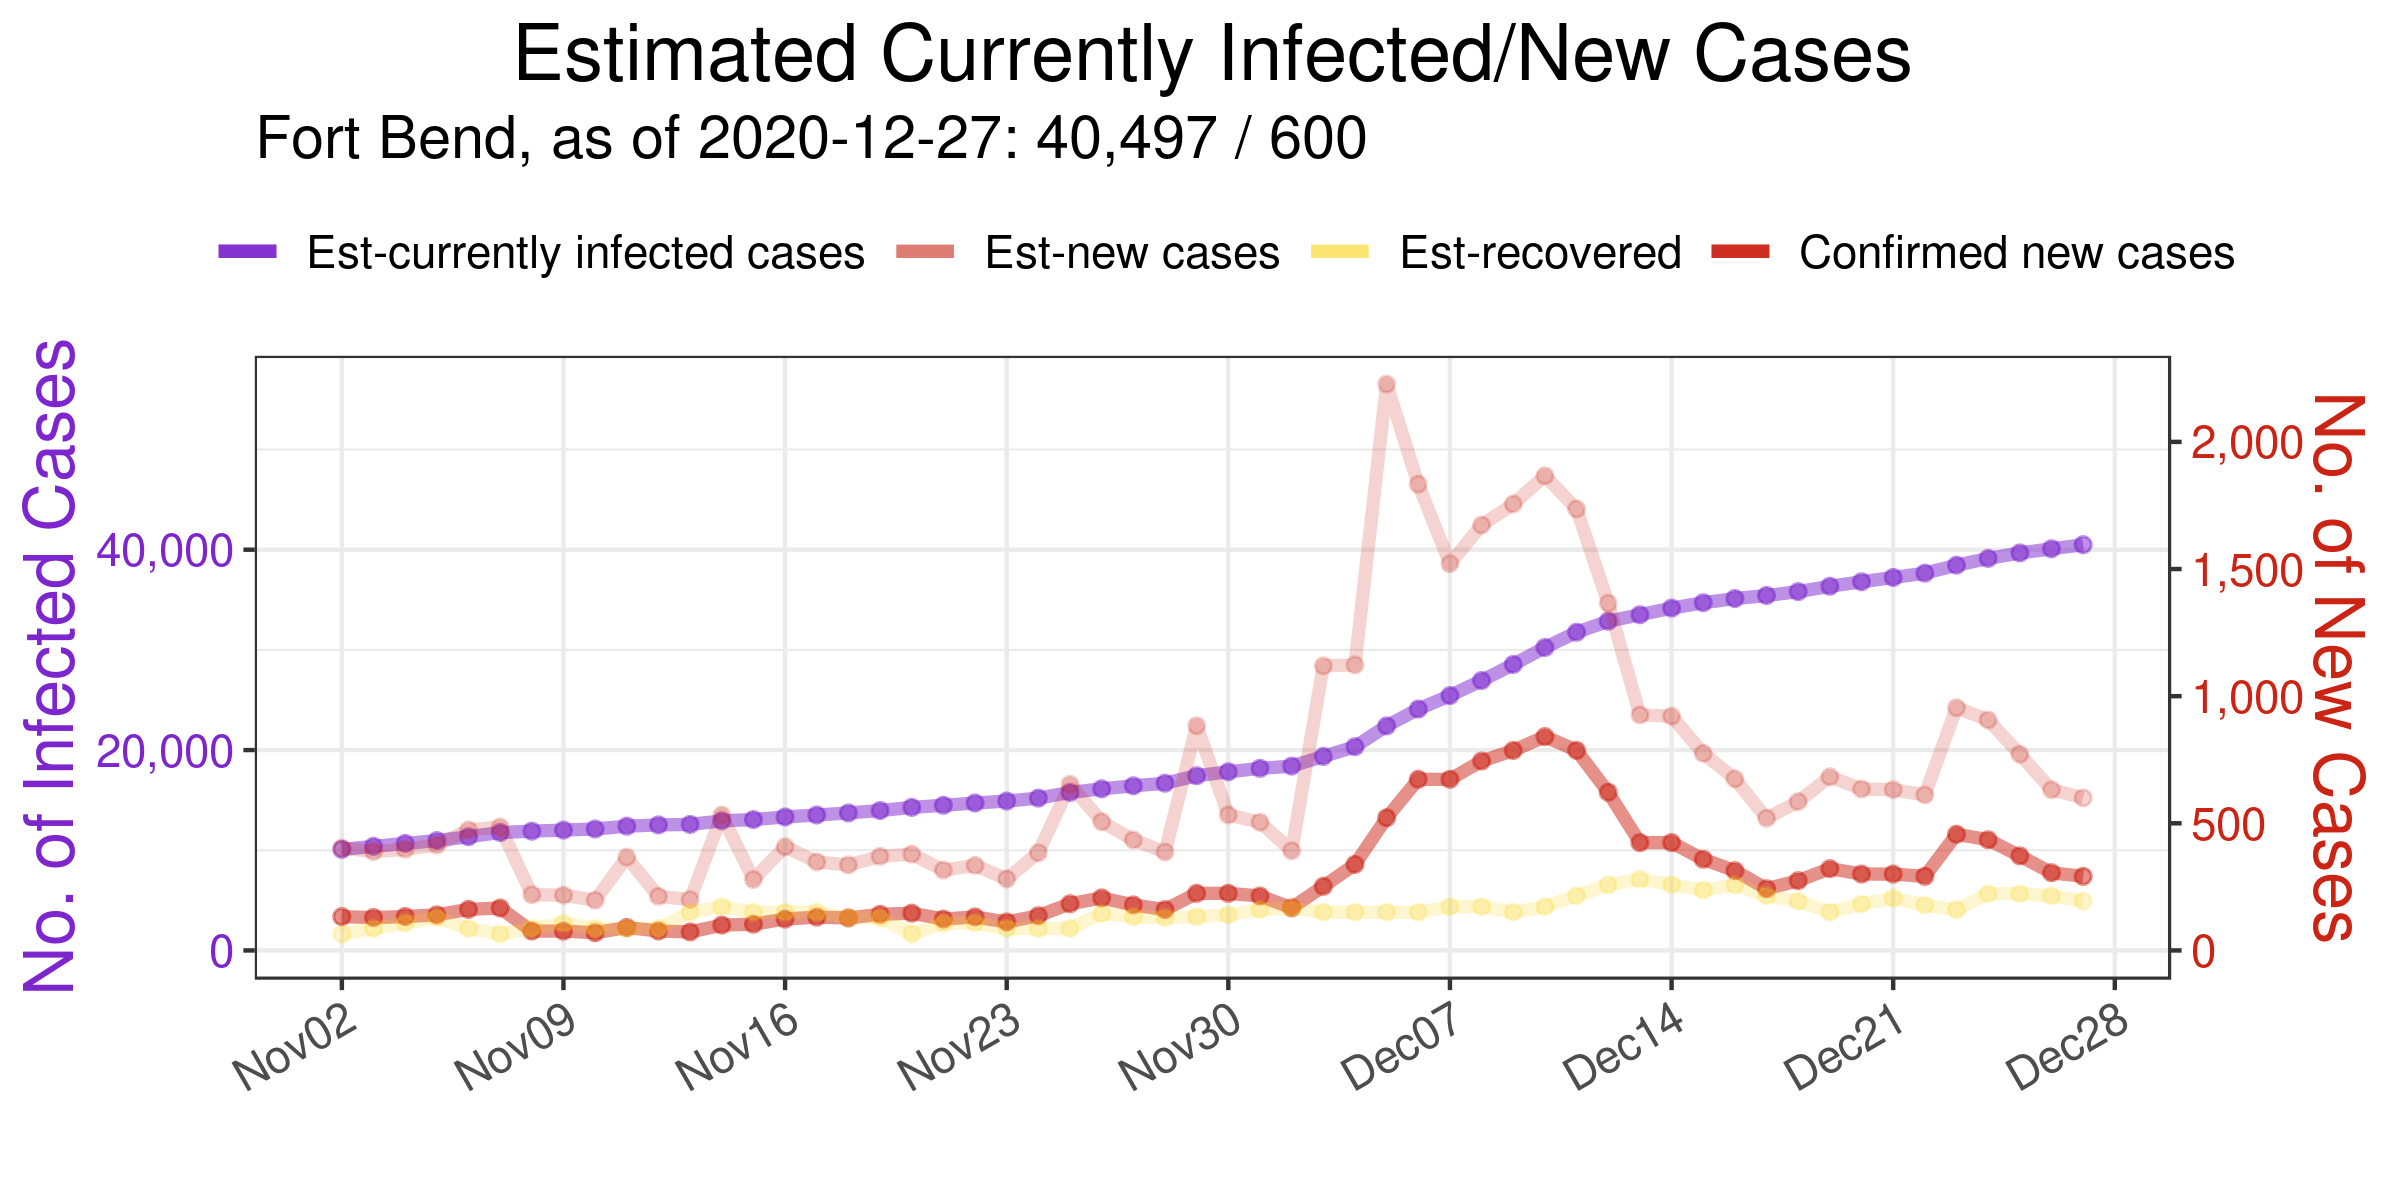 Estimated Currently Infected/New Cases
Fort Bend, as of 2020-12-27: 40,497 / 600
Est-currently infected cases
Est-new cases
Est-recovered
Confirmed new cases
No. of Infected Cases
40,000
20,000
0
2,000
1,500
1,000
500
0
No. of New Cases
Nov02
Nov09
Nov16
Nov23
Nov30
Dec07
Dec14
Dec21
Dec28